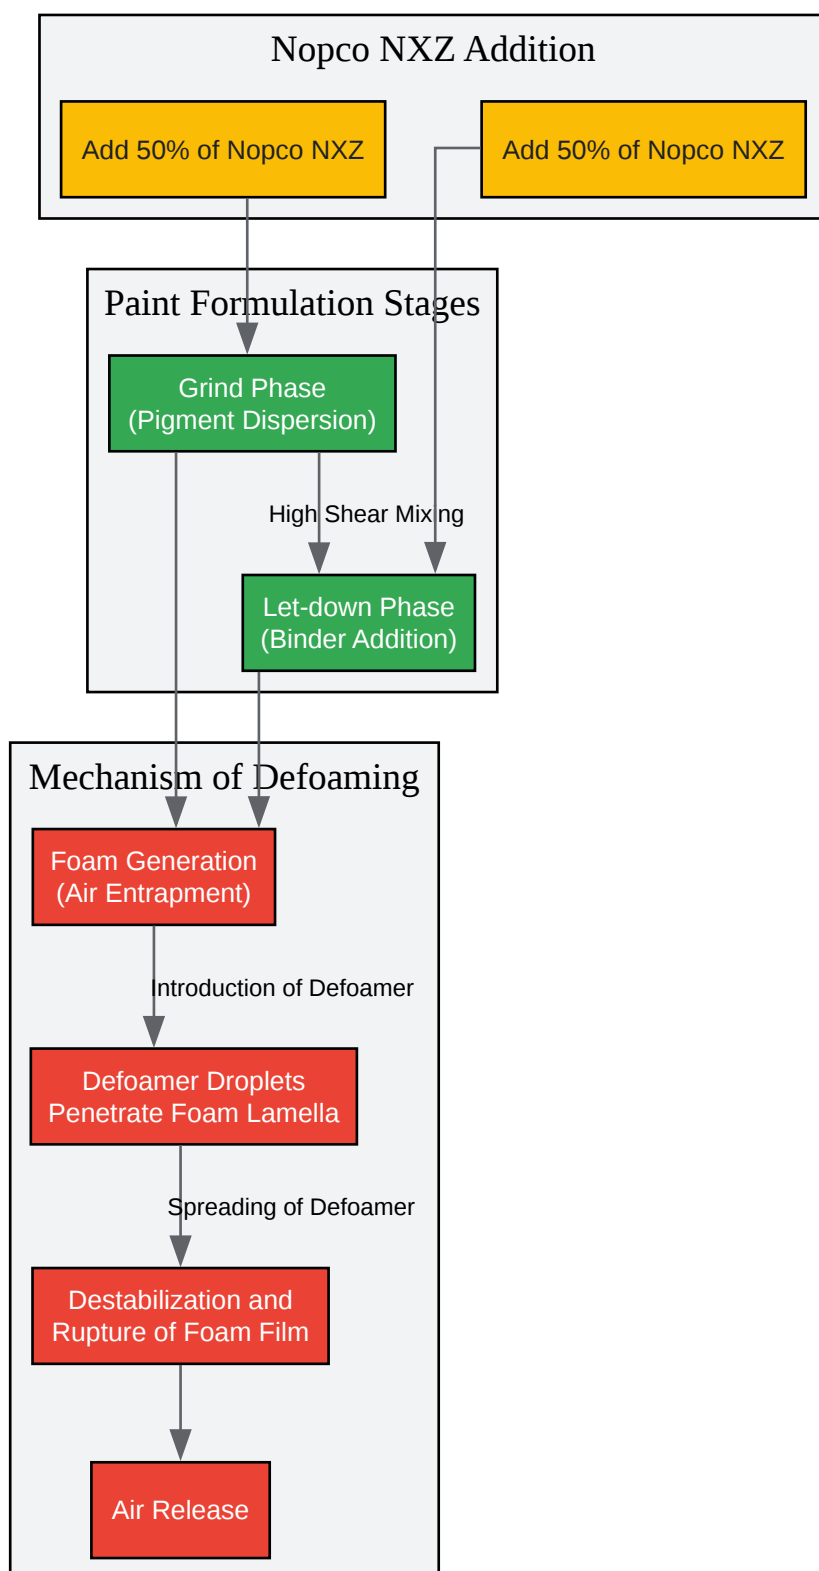 Nopco NXZ Addition
Add 50% of Nopco NXZ
Add 50% of Nopco NXZ
Paint Formulation Stages
Grind Phase
(Pigment Dispersion)
High Shear Mixing
Let-down Phase
(Binder Addition)
Mechanism of Defoaming
Foam Generation
(Air Entrapment)
Introduction of Defoamer
Defoamer Droplets
Penetrate Foam Lamella
Spreading of Defoamer
Destabilization and
Rupture of Foam Film
Air Release